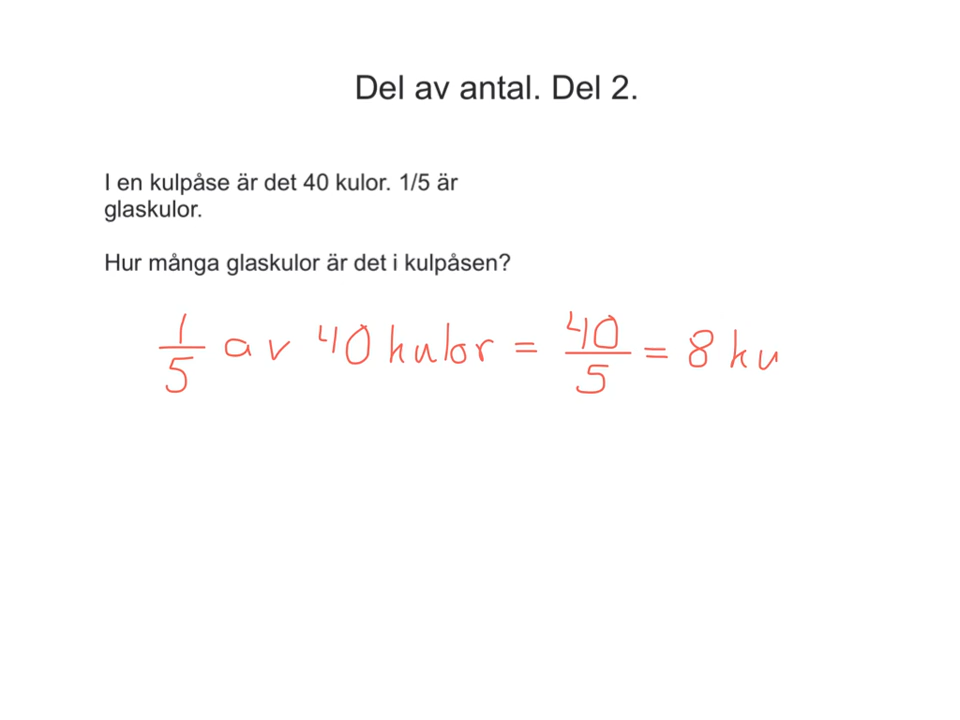 Del av antal. Del 2.
I en kulpåse är det 40 kulor. 1/5 är
glaskulor.
Hur många glaskulor är det i kulpåsen?
1/5 av 40 kulor = 40/5 = 8 ku